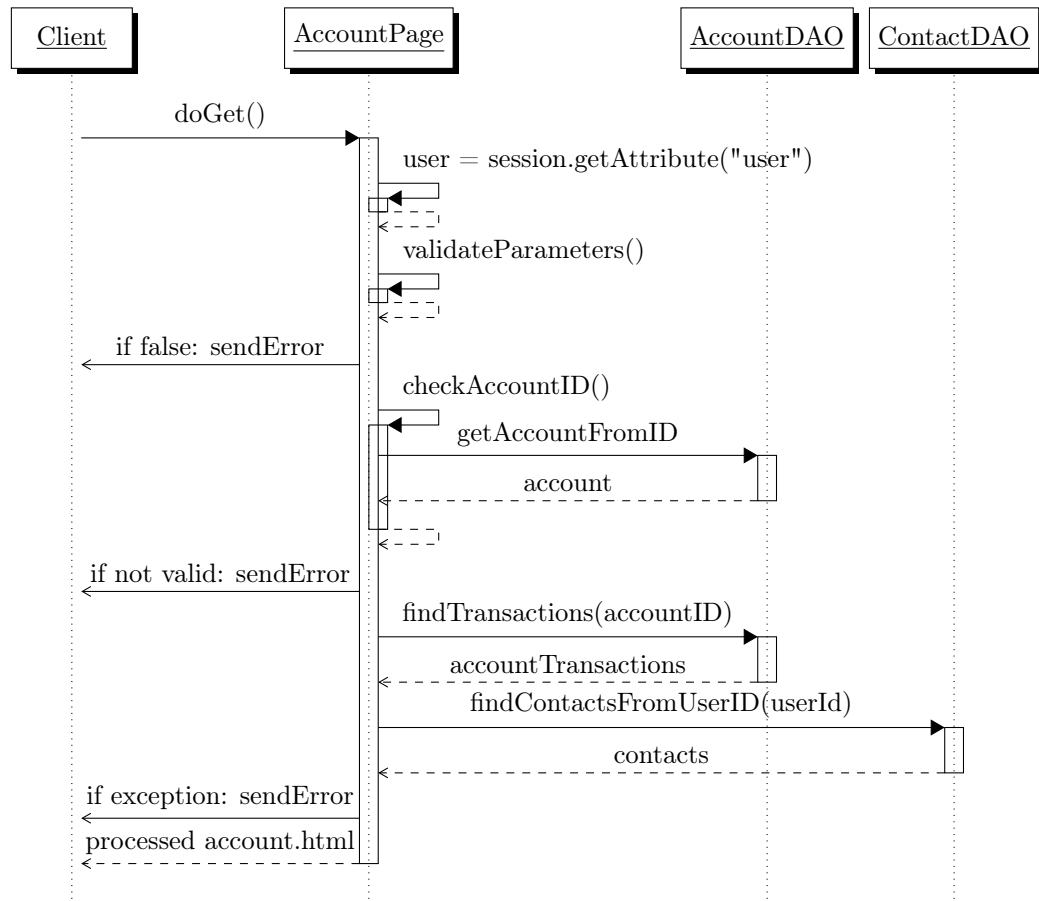 Client
AccountPage
AccountDAO
ContactDAO
doGet()
user = session.getAttribute("user")
validateParameters()
if false: sendError
checkAccountID()
getAccountFromID
account
if not valid: sendError
findTransactions(accountID)
accountTransactions
findContactsFromUserID(userId)
contacts
if exception: sendError
processed account.html